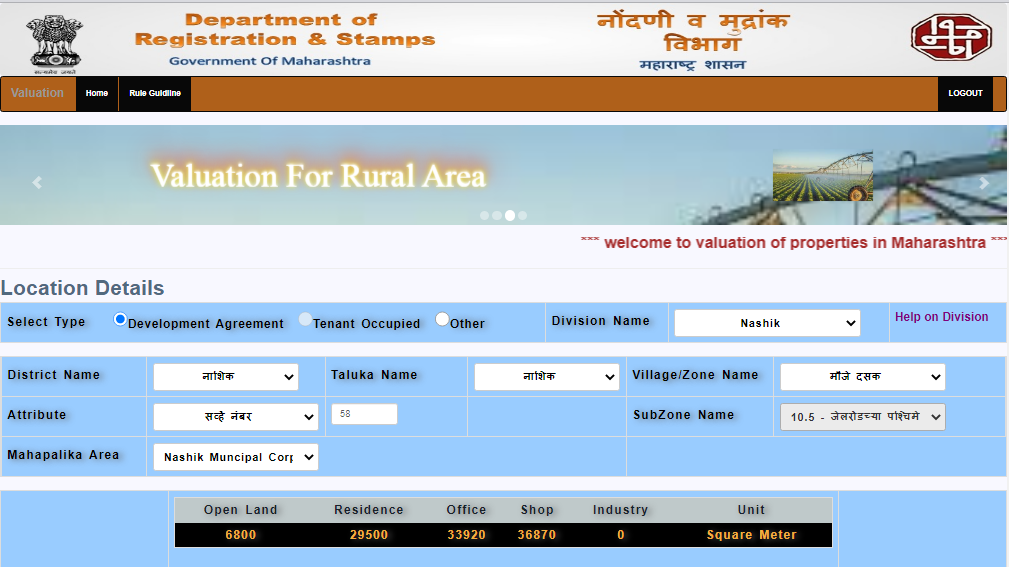 Department of
Registration & Stamps
Government Of Maharashtra
नोंदणी व मुद्रांक
विभाग
महाराष्ट्र शासन
सत्यमेव जयते
Valuation Home Rule Guidline LOGOUT
Valuation For Rural Area
*** welcome to valuation of properties in Maharashtra ***
Location Details
Select Type Development Agreement Tenant Occupied Other Division Name Nashik Help on Division
District Name नाशिक Taluka Name नाशिक Village/Zone Name मौजे दसक
Attribute सर्व्हे नंबर 58 SubZone Name 10.5 - जेलरोडच्या पश्चिमे
Mahapalika Area Nashik Muncipal Corp
Open Land Residence Office Shop Industry Unit
6800 29500 33920 36870 0 Square Meter